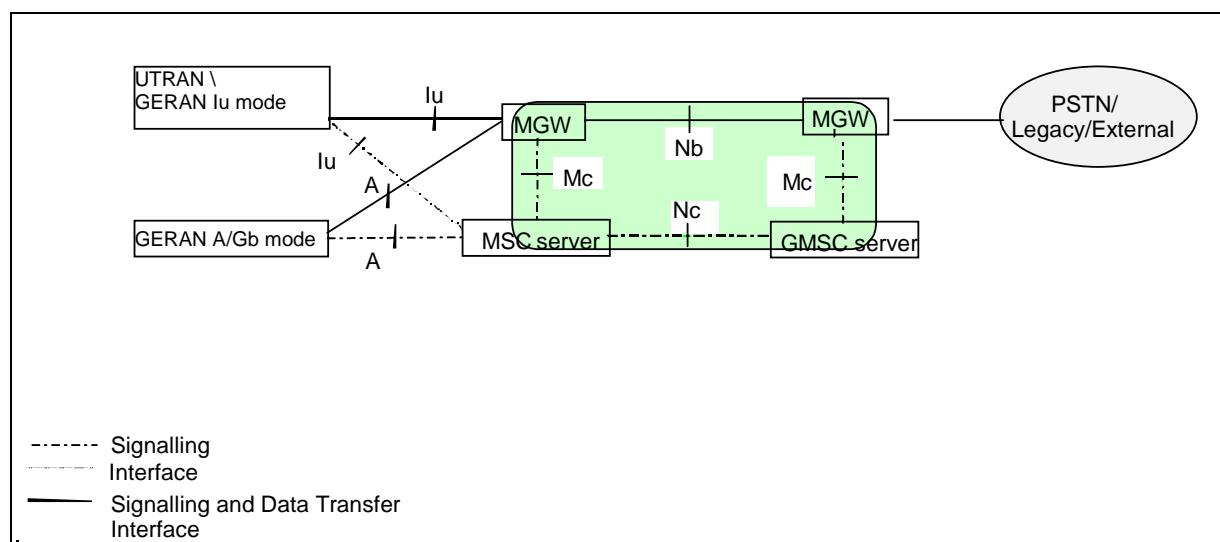 UTRAN \
GERAN Iu mode
Iu
MGW
MGW
PSTN/
Legacy/External
Iu
Nb
A
Mc
Mc
Nc
GERAN A/Gb mode
MSC server
GMSC server
A
Signalling
Interface
Signalling and Data Transfer
Interface